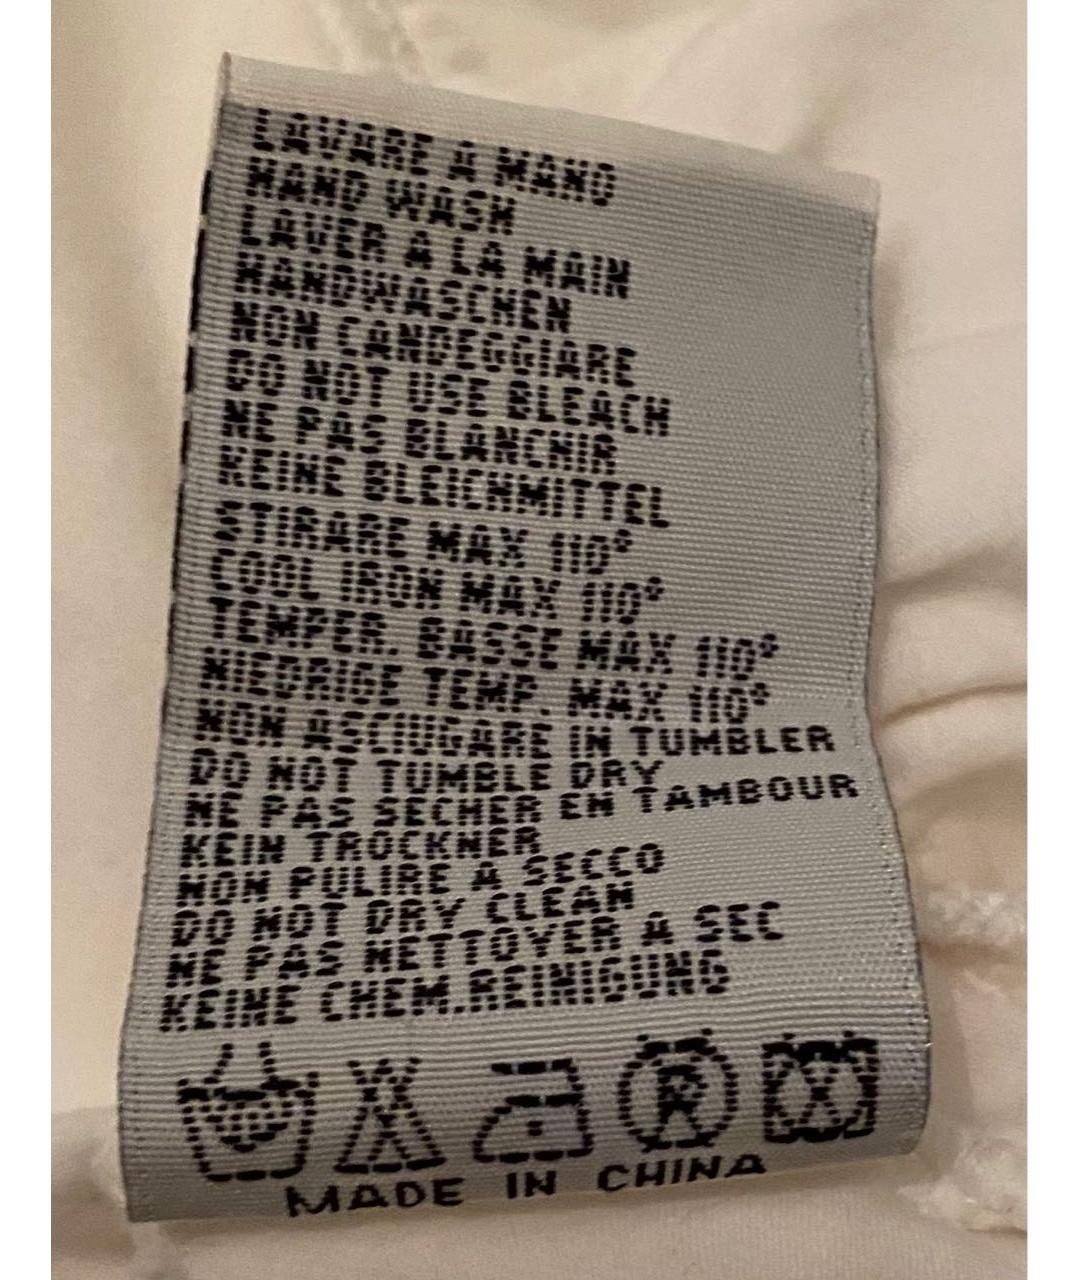 LAVARE A MANO
HAND WASH
LAVER A LA MAIN
HANDWASCHEN
NON CANDEGGIARE
DO NOT USE BLEACH
NE PAS BLANCHIR
KEINE BLEICHMITTEL
STIRARE MAX 110°
COOL IRON MAX 110°
TEMPER. BASSE MAX 110°
NIEDRIGE TEMP. MAX 110°
NON ASCIUGARE IN TUMBLER
DO NOT TUMBLE DRY
NE PAS SECHER EN TAMBOUR
KEIN TROCKNER
NON PULIRE A SECCO
DO NOT DRY CLEAN
NE PAS NETTOYER A SEC
KEINE CHEM.REINIGUNG
MADE IN CHINA